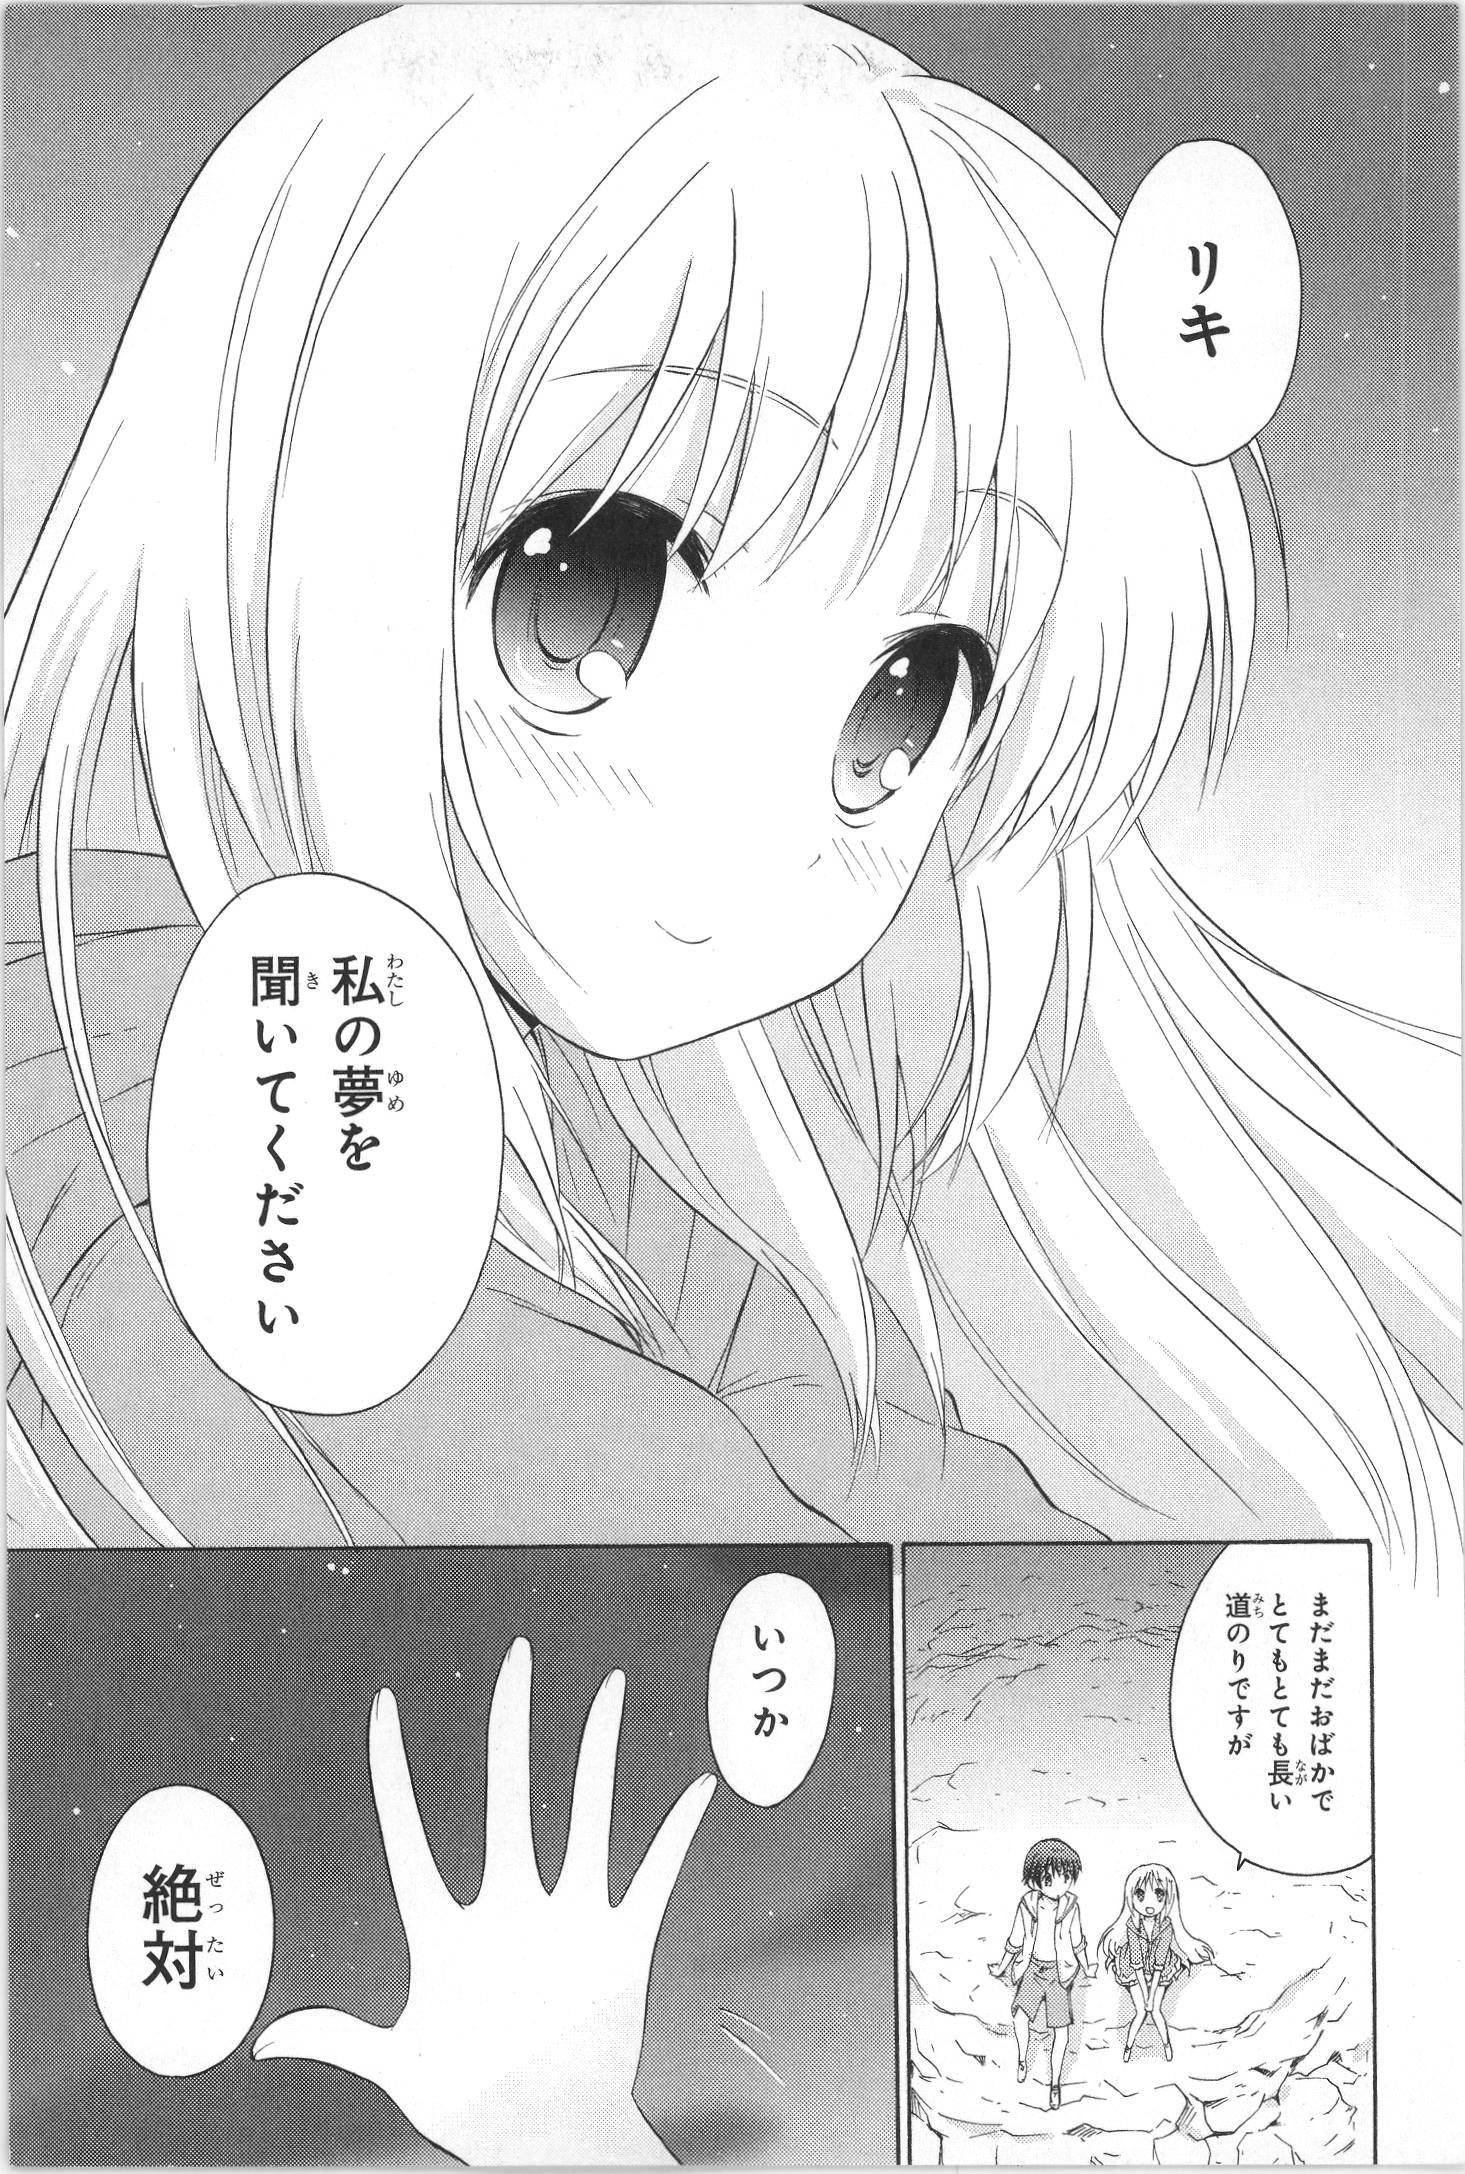 リキ
私の夢を
聞いてください
まだまだおばかで
とてもとても長い
道のりですが
いつか
絶対